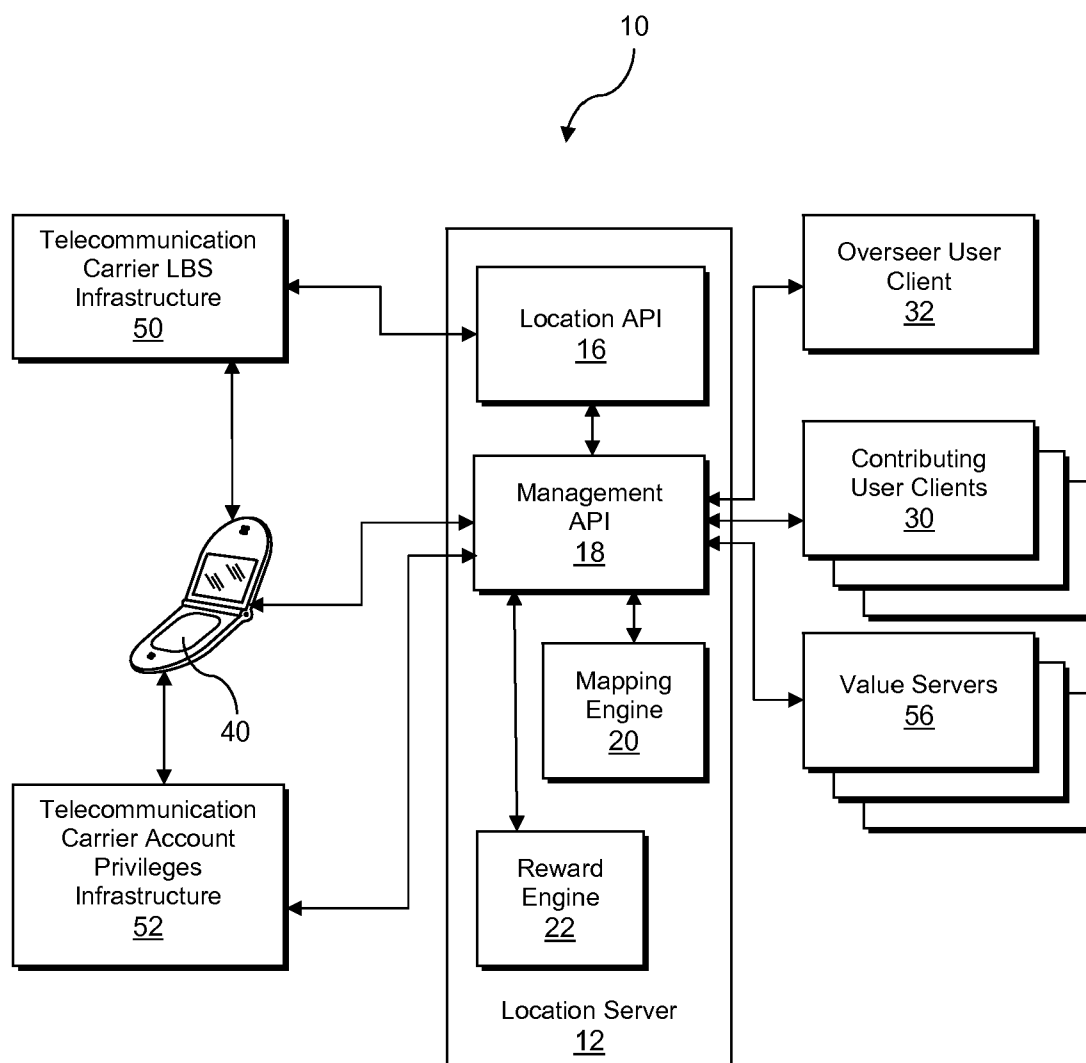 10
Telecommunication
Carrier LBS
Infrastructure
50
Location API
16
Overseer User
Client
32
Management
API
18
Contributing
User Clients
30
40
Mapping
Engine
20
Value Servers
56
Telecommunication
Carrier Account
Privileges
Infrastructure
52
Reward
Engine
22
Location Server
12